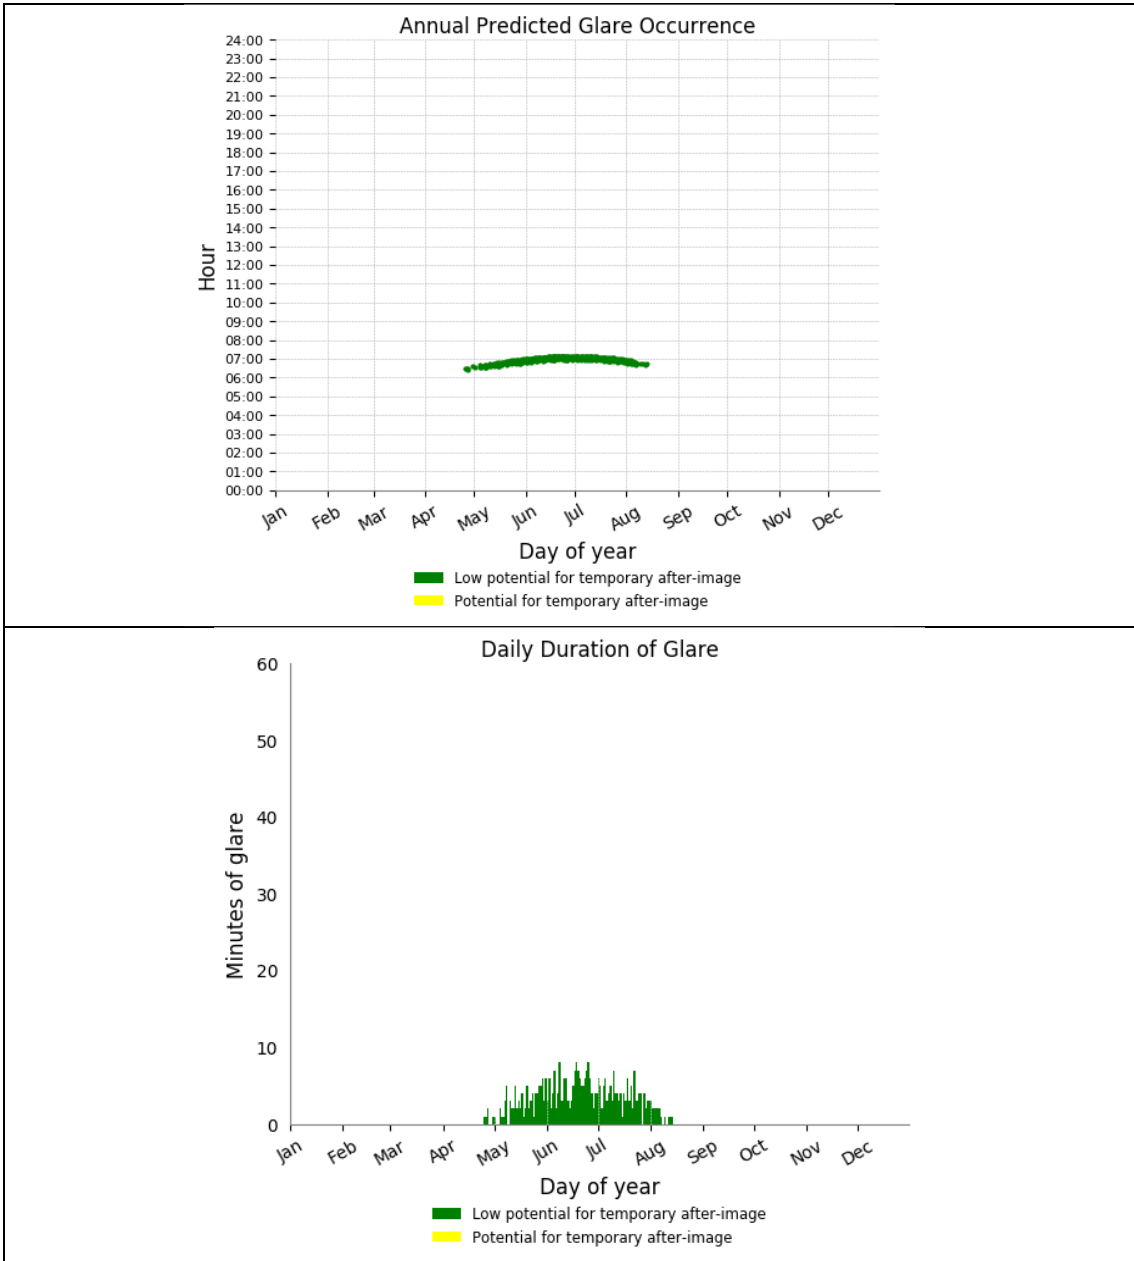 Annual Predicted Glare Occurrence
24:00
23:00
22:00
21:00
20:00
19:00
18:00
17:00
16:00
15:00
14:00
13:00
12:00
11:00
10:00
09:00
08:00
07:00
06:00
05:00
04:00
03:00
02:00
01:00
00:00
Hour
Jan Feb Mar Apr May Jun Jul Aug Sep Oct Nov Dec
Day of year
Low potential for temporary after-image
Potential for temporary after-image
Daily Duration of Glare
60
50
40
30
20
10
0
Minutes of glare
Jan Feb Mar Apr May Jun Jul Aug Sep Oct Nov Dec
Day of year
Low potential for temporary after-image
Potential for temporary after-image